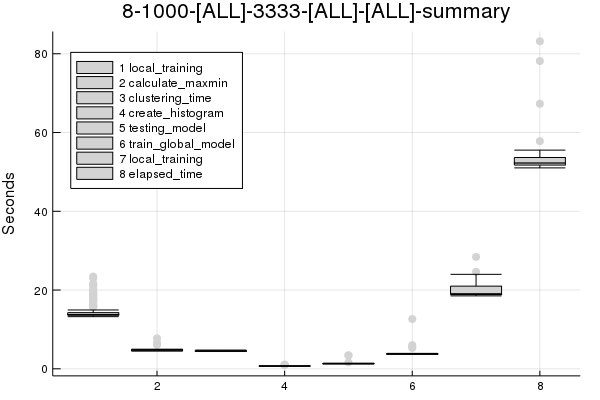 8-1000-[ALL]-3333-[ALL]-[ALL]-summary
80
60
40
20
0
Seconds
1 local_training
2 calculate_maxmin
3 clustering_time
4 create_histogram
5 testing_model
6 train_global_model
7 local_training
8 elapsed_time
2 4 6 8